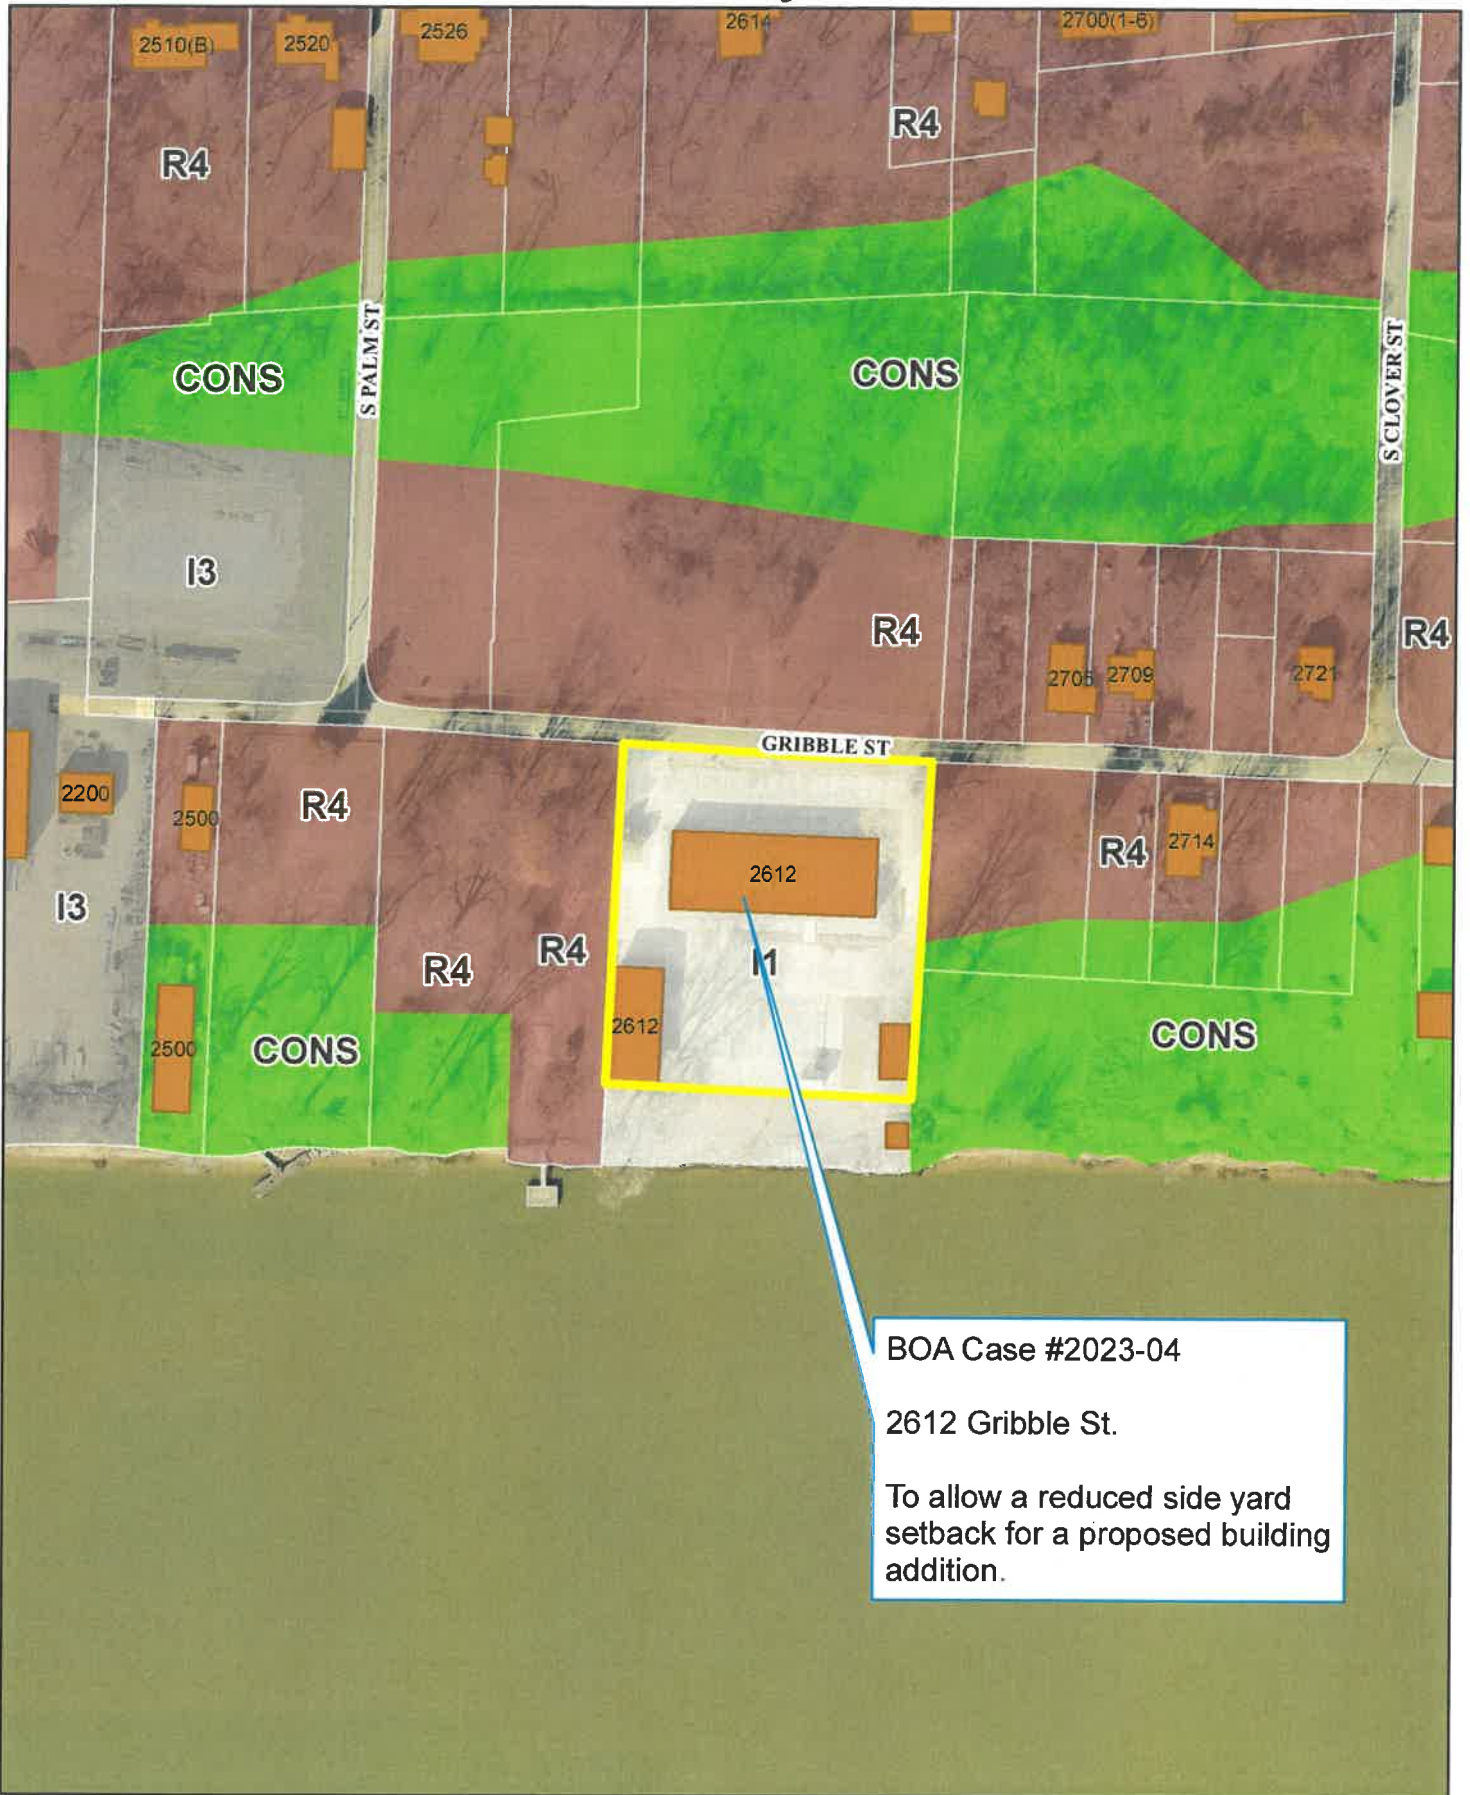 2510(B)
2520
2526
2614
2700(1-6)
R4
R4
CONS
S PALM ST
CONS
S CLOVER ST
I3
R4
R4
2705
2709
2721
GRIBBLE ST
2200
2500
R4
2612
R4
2714
I3
R4
R4
I1
2612
2500
CONS
CONS
BOA Case #2023-04
2612 Gribble St.
To allow a reduced side yard
setback for a proposed building
addition.